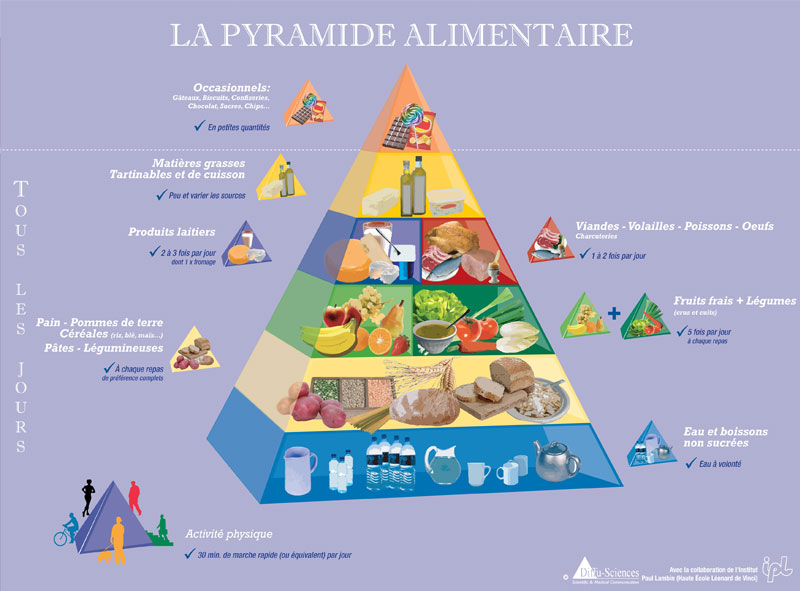 LA PYRAMIDE ALIMENTAIRE
Occasionnels:
Gâteaux, Biscuits, Confiseries,
Chocolat, Sucres, Chips...
En petites quantités
Matières grasses
Tartinables et de cuisson
Peu et varier les sources
Produits laitiers
2 à 3 fois par jour
dont 1 x fromage
Viandes - Volailles - Poissons - Oeufs
Charcuteries
1 à 2 fois par jour
Fruits frais + Légumes
(crus et cuits)
5 fois par jour
à chaque repas
Pain - Pommes de terre
Céréales (riz, blé, maïs...)
Pâtes - Légumineuses
À chaque repas
de préférence complets
Eau et boissons
non sucrées
Eau à volonté
TOUS LES JOURS
Activité physique
30 min. de marche rapide (ou équivalent) par jour
© Diffu-Sciences
Scientific & Medical Communication
Avec la collaboration de l'Institut
Paul Lambin (Haute École Léonard de Vinci)
ipl